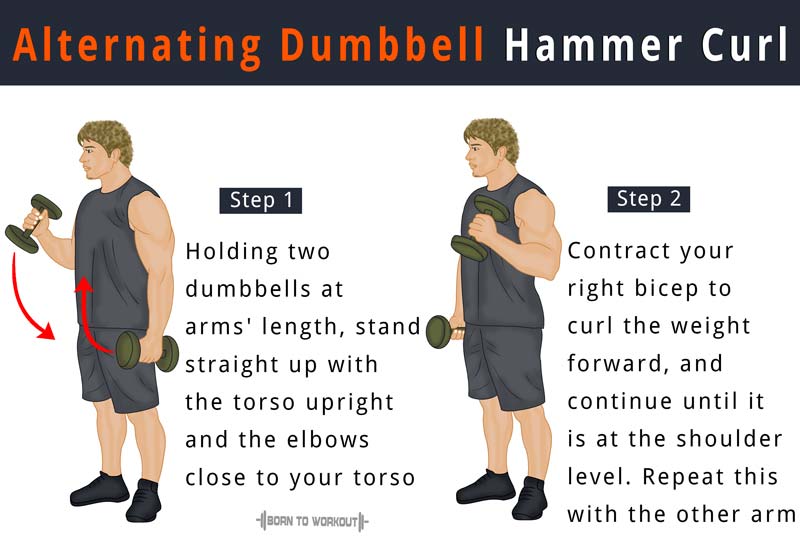 Alternating Dumbbell Hammer Curl
Step 1
Holding two
dumbbells at
arms' length, stand
straight up with
the torso upright
and the elbows
close to your torso
Step 2
Contract your
right bicep to
curl the weight
forward, and
continue until it
is at the shoulder
level. Repeat this
with the other arm
BORN TO WORKOUT